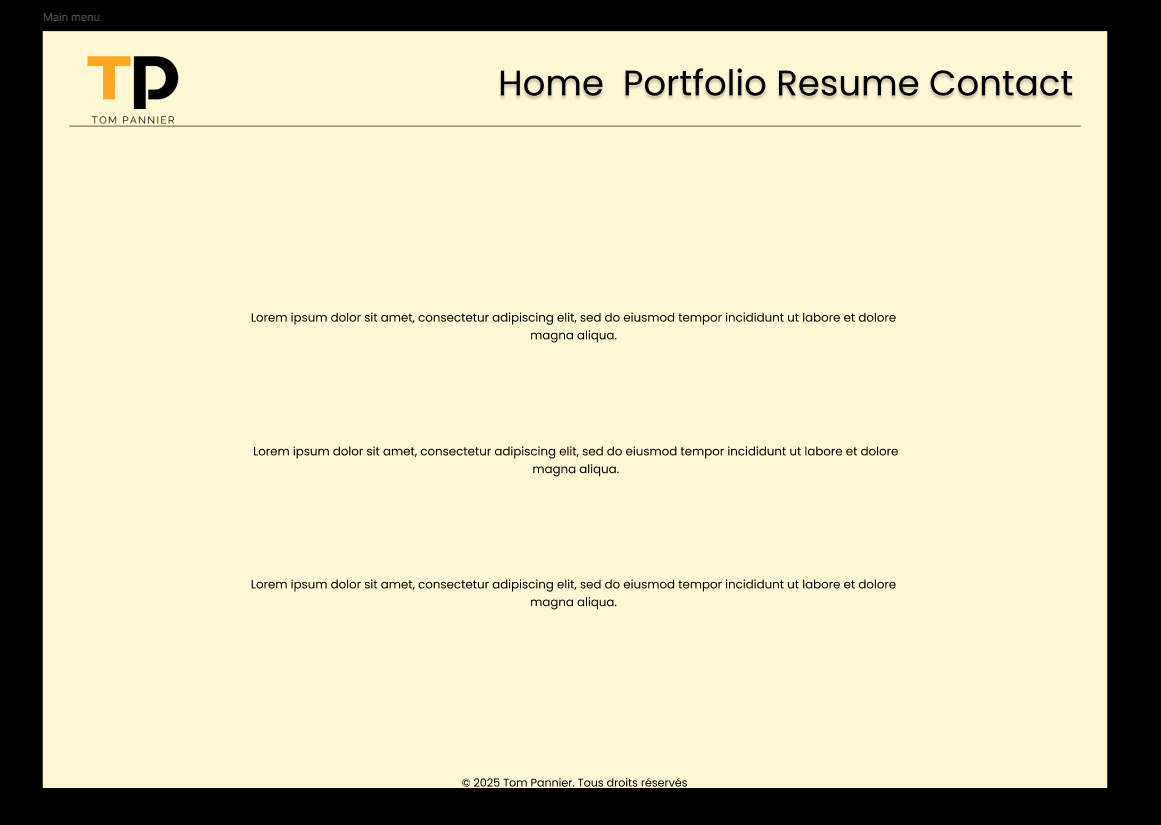 Main menu
TP
TOM PANNIER
Home Portfolio Resume Contact
Lorem ipsum dolor sit amet, consectetur adipiscing elit, sed do eiusmod tempor incididunt ut labore et dolore
magna aliqua.
Lorem ipsum dolor sit amet, consectetur adipiscing elit, sed do eiusmod tempor incididunt ut labore et dolore
magna aliqua.
Lorem ipsum dolor sit amet, consectetur adipiscing elit, sed do eiusmod tempor incididunt ut labore et dolore
magna aliqua.
© 2025 Tom Pannier. Tous droits réservés